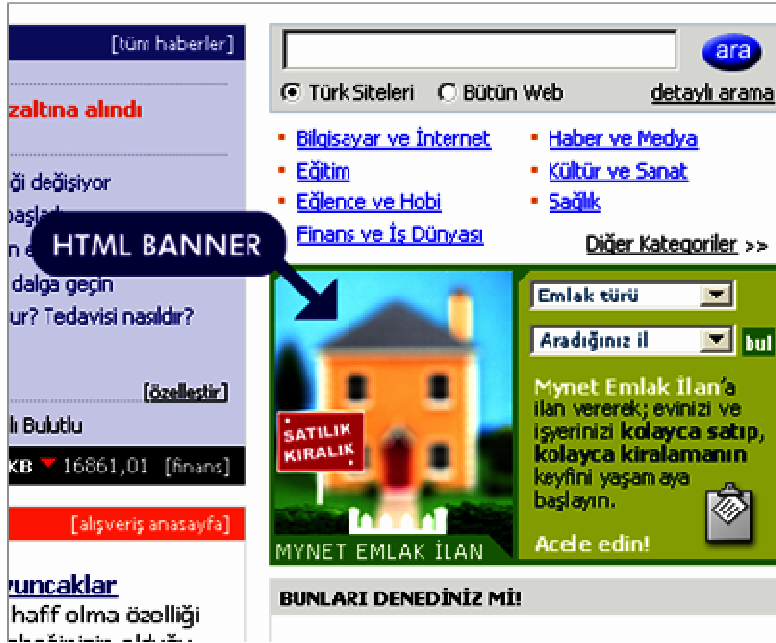 [tüm haberler]
zaltına alındı
ği değişiyor
başladı
n e
dalga geçin
ur? Tedavisi nasıldır?
[özelleştir]
lı Bulutlu
KB 16861,01 [finans]
[alışveriş anasayfa]
yuncaklar
haff olma özelliği
HTML BANNER
ara
Türk Siteleri Bütün Web detaylı arama
Bilgisayar ve İnternet Haber ve Medya
Eğitim Kültür ve Sanat
Eğlence ve Hobi Sağlık
Finans ve İş Dünyası Diğer Kategoriler >>
SATILIK
KİRALIK
MYNET EMLAK İLAN
Emlak türü
Aradığınız il bul
Mynet Emlak İlan'a
ilan vererek; evinizi ve
işyerinizi kolayca satıp,
kolayca kiralamanın
keyfini yaşamaya
başlayın.
Acele edin!
BUNLARI DENEDİNİZ Mİ!